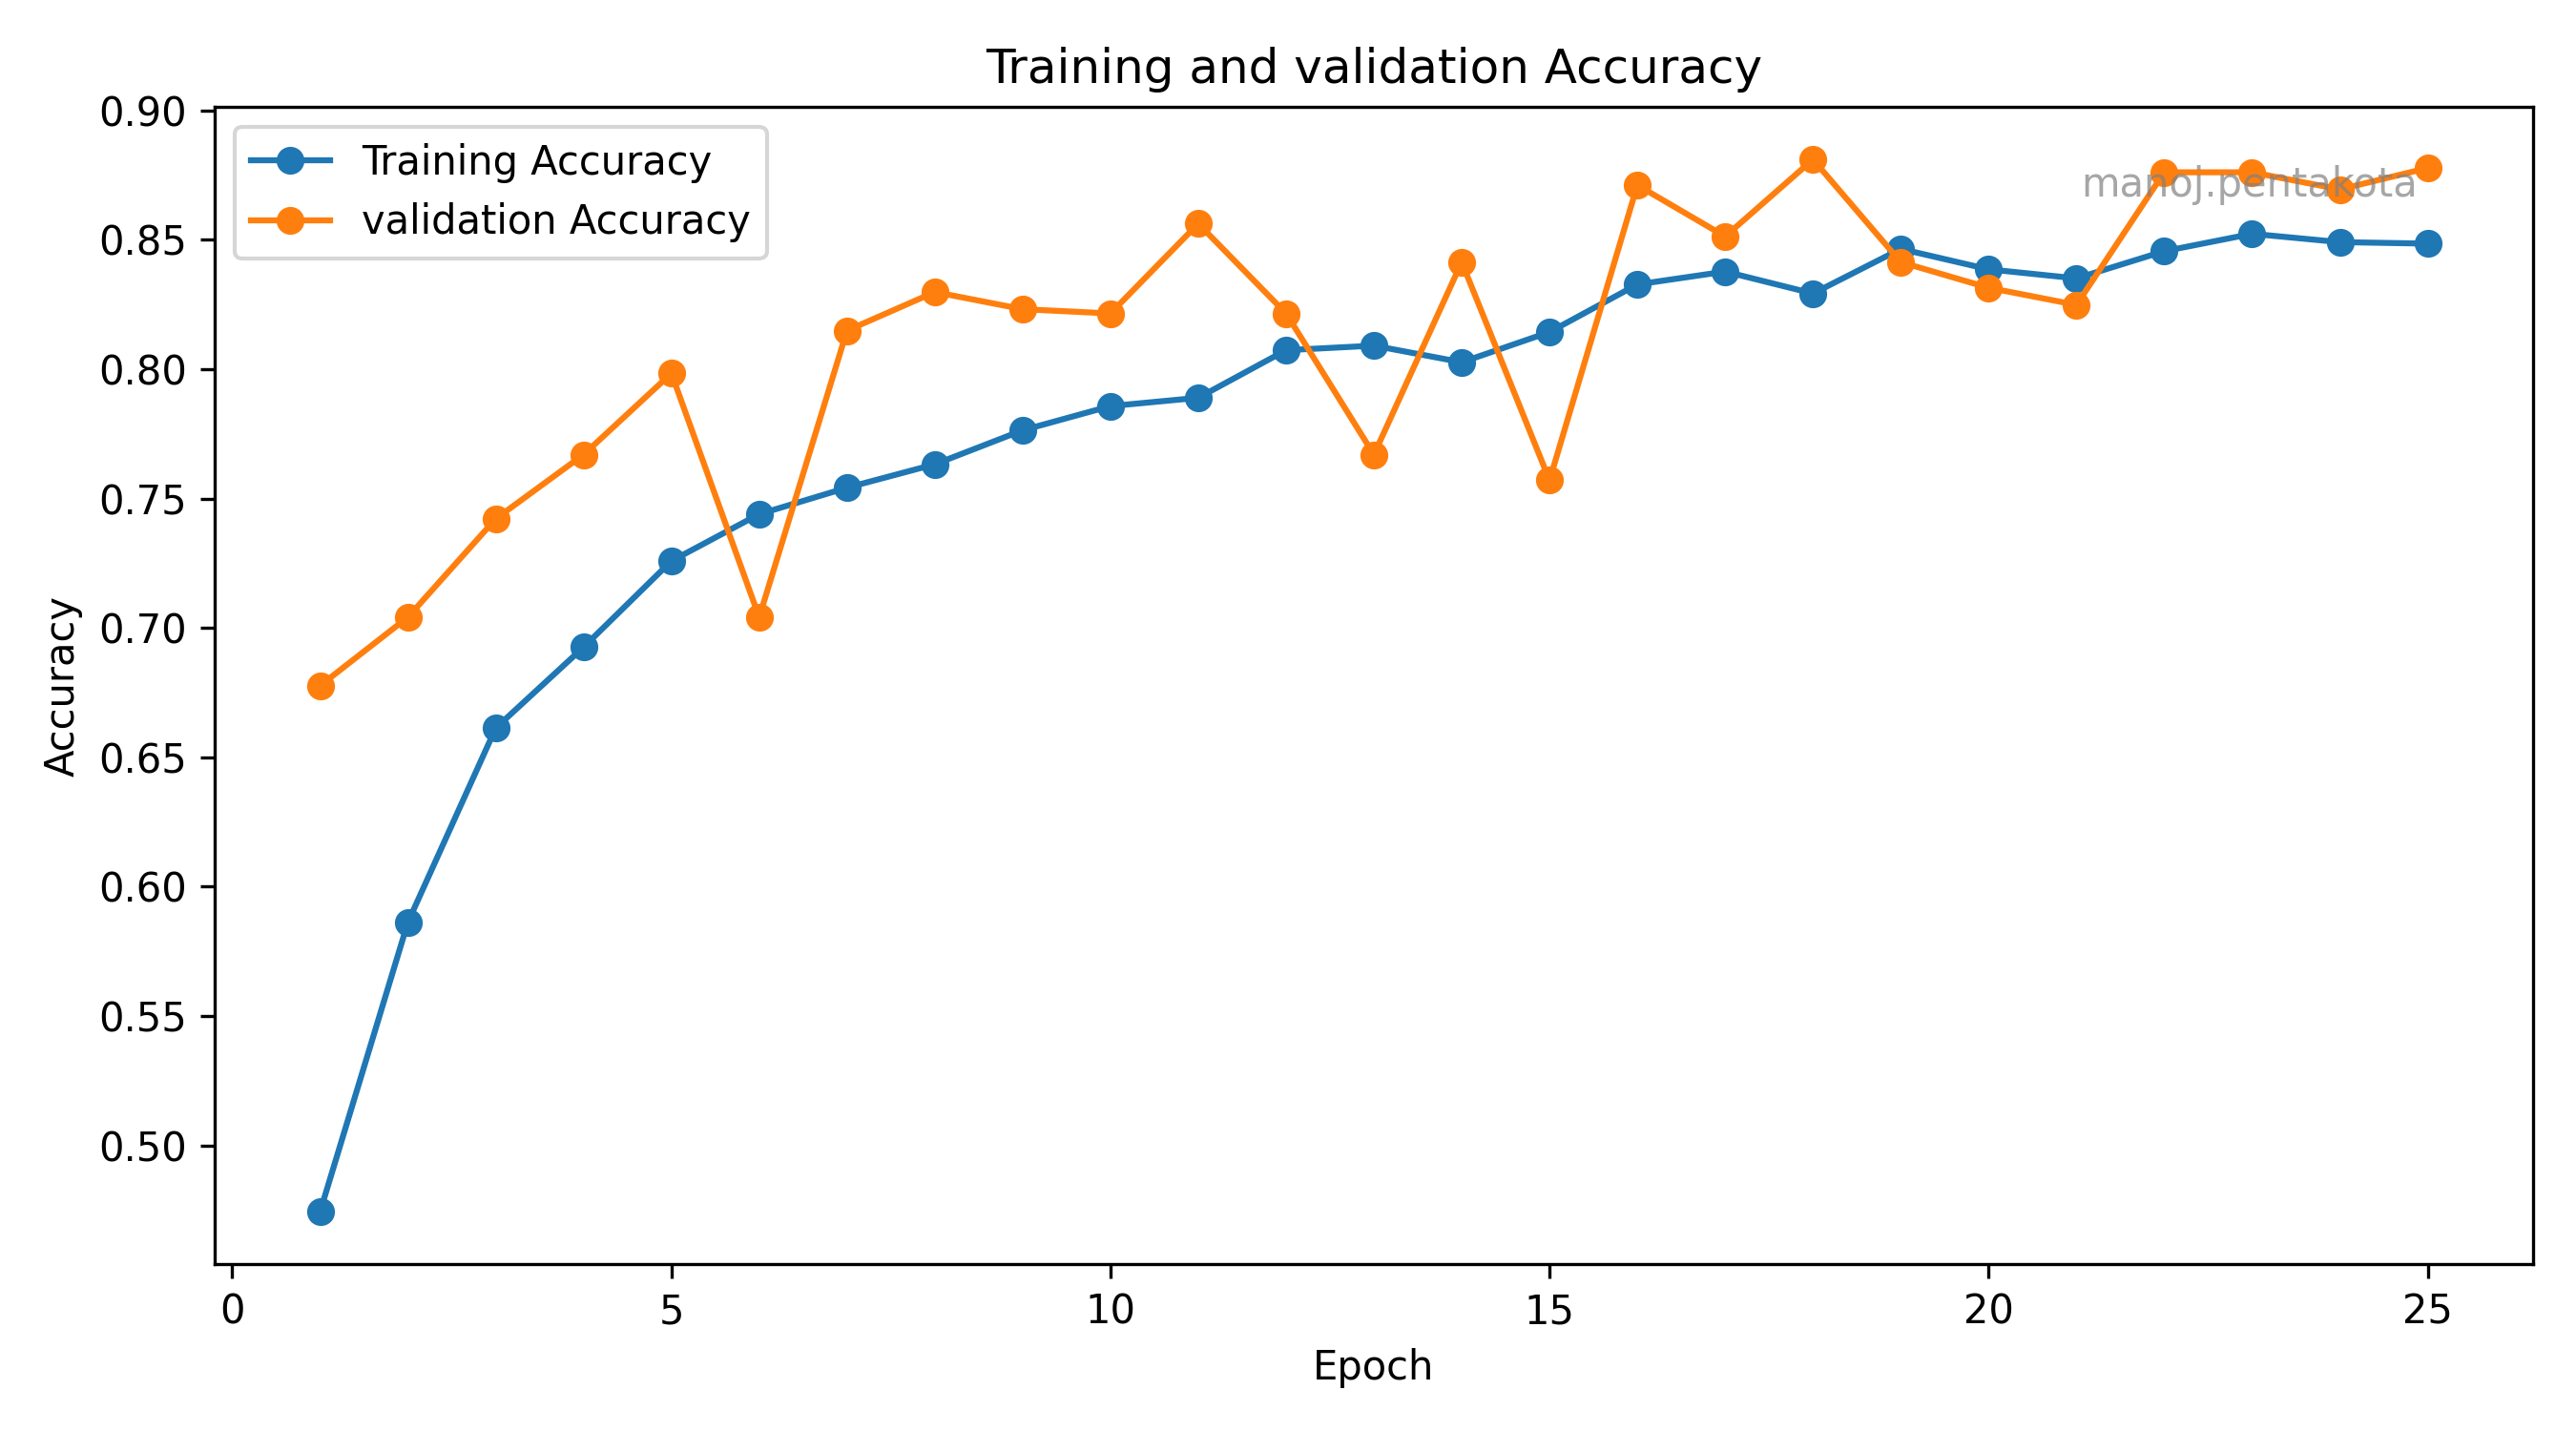 Training and validation Accuracy
0.90
Training Accuracy
validation Accuracy
manoj.pentakota
0.85
0.80
0.75
0.70
0.65
0.60
0.55
0.50
Accuracy
0 5 10 15 20 25
Epoch